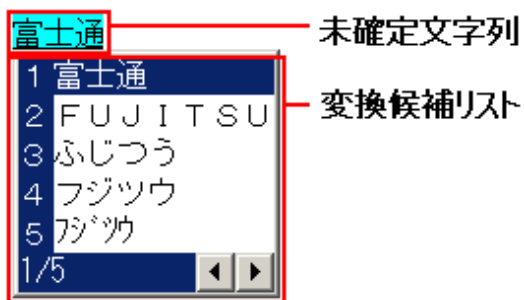 富士通
未確定文字列
1 富士通
2 ＦＵＪＩＴＳＵ
変換候補リスト
3 ふじつう
4 フジツウ
5 ﾌｼﾞﾂｳ
1/5